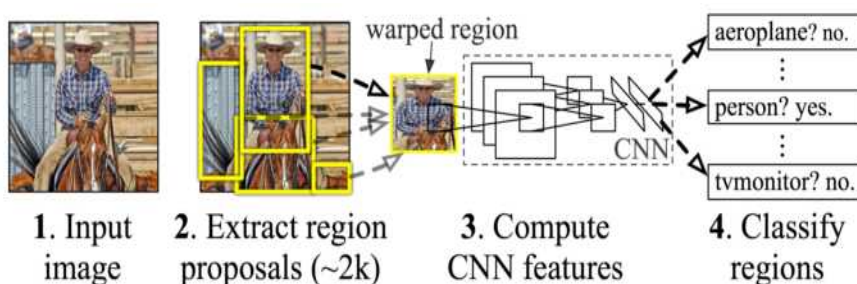 warped region
aeroplane? no.
person? yes.
CNN
tvmonitor? no.
1. Input
image
2. Extract region
proposals (~2k)
3. Compute
CNN features
4. Classify
regions